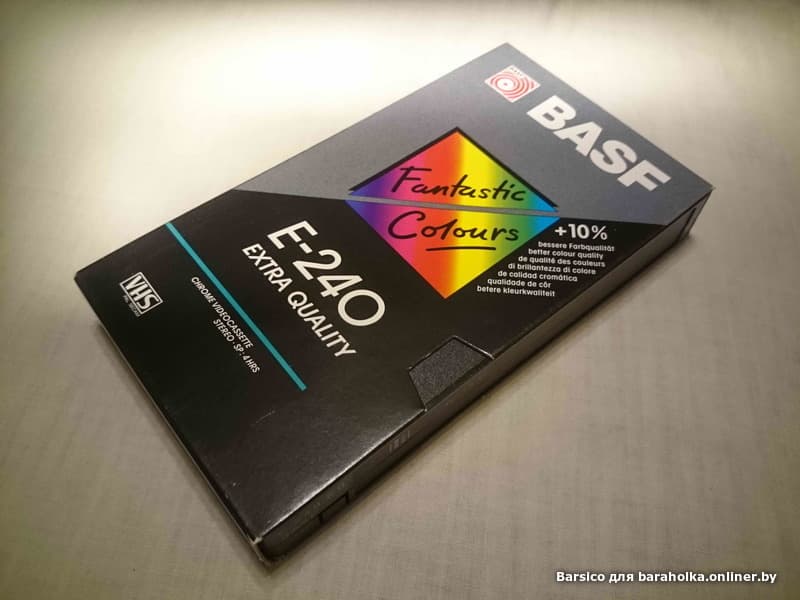 BASF
BASF
Fantastic
Colours
+10%
bessere Farbqualität
better colour quality
de qualité des couleurs
di brillantezza di colore
de calidad cromática
qualidade de côr
betere kleurkwaliteit
E-240
EXTRA QUALITY
CHROME VIDEOCASSETTE
STEREO · SP: 4 HRS
VHS
Barsico для baraholka.onliner.by